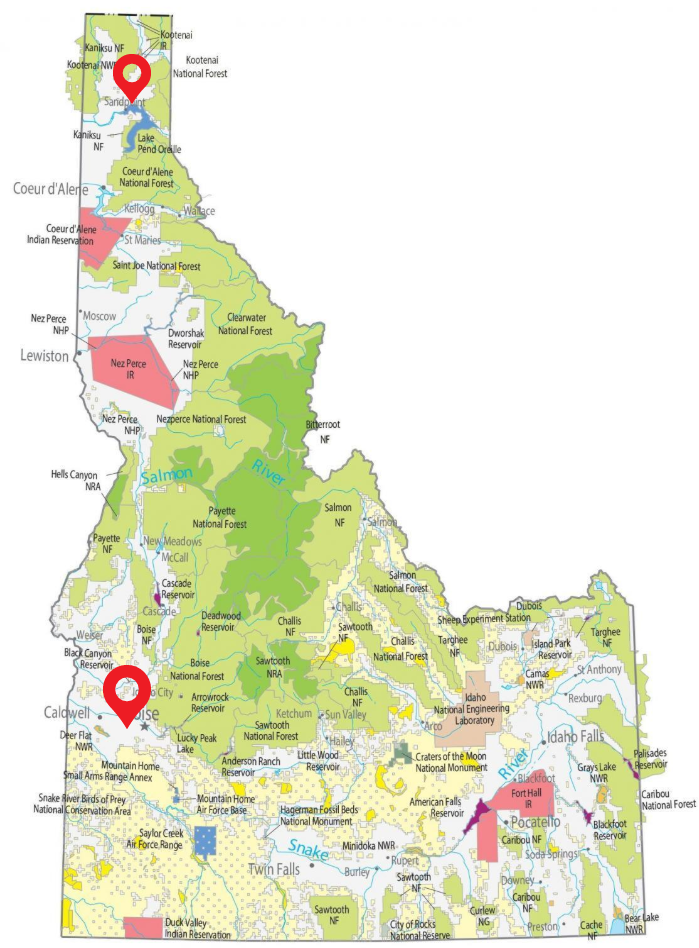 Kootenai
IR
Kaniksu NF
Kootenai NW
Kootenai
National Forest
Sandpoint
Kaniksu
NF
Lake
Pend Oreille
Coeur d'Alene
National Forest
Coeur d'Alene
Kellogg
Wallace
Coeur d'Alene
Indian Reservation
St Maries
Saint Joe National Forest
Moscow
Nez Perce
NHP
Clearwater
National Forest
Dworshak
Reservoir
Lewiston
Nez Perce
IR
Nez Perce
NHP
Nez Perce
NHP
Nezperce National Forest
Bitterroot
NF
Hells Canyon
NRA
Salmon
River
Payette
National Forest
Salmon
NF
Salmon
Payette
NF
New Meadows
McCall
Cascade
Reservoir
Cascade
Salmon
National Forest
Challis
Deadwood
Reservoir
Challis
NF
Sawtooth
NF
Challis
National Forest
Boise
NF
Weiser
Black Canyon
Reservoir
Dubois
Sheep Experiment Station
Targhee
NF
Targhee
NF
Dubois
Island Park
Reservoir
Camas
NWR
St Anthony
Rexburg
Boise
National Forest
Sawtooth
NRA
City
Arrowrock
Reservoir
Challis
NF
Idaho
National Engineering
Laboratory
Caldwell
oise
Ketchum
Sun Valley
Arco
Deer Flat
NWR
Lucky Peak
Lake
Sawtooth
National Forest
Hailey
Idaho Falls
Mountain Home
Small Arms Range Annex
Anderson Ranch
Reservoir
Little Wood
Reservoir
Craters of the Moon
National Monument
River
Grays Lake
NWR
Palisades
Reservoir
Blackfoot
Fort Hall
IR
Caribou
National Forest
Snake River Birds of Prey
National Conservation Area
Mountain Home
Air Force Base
Hagerman Fossil Beds
National Monument
American Falls
Reservoir
Pocatello
Blackfoot
Reservoir
Saylor Creek
Air Force Range
Snake
Minidoka NWR
Caribou NF
Soda Springs
Twin Falls
Burley
Rupert
Sawtooth
NF
Downey
Caribou
NF
Duck Valley
Indian Reservation
Sawtooth
NF
City of Rocks
National Reserve
Curlew
NG
Preston
Cache
NF
Bear Lake
NWR